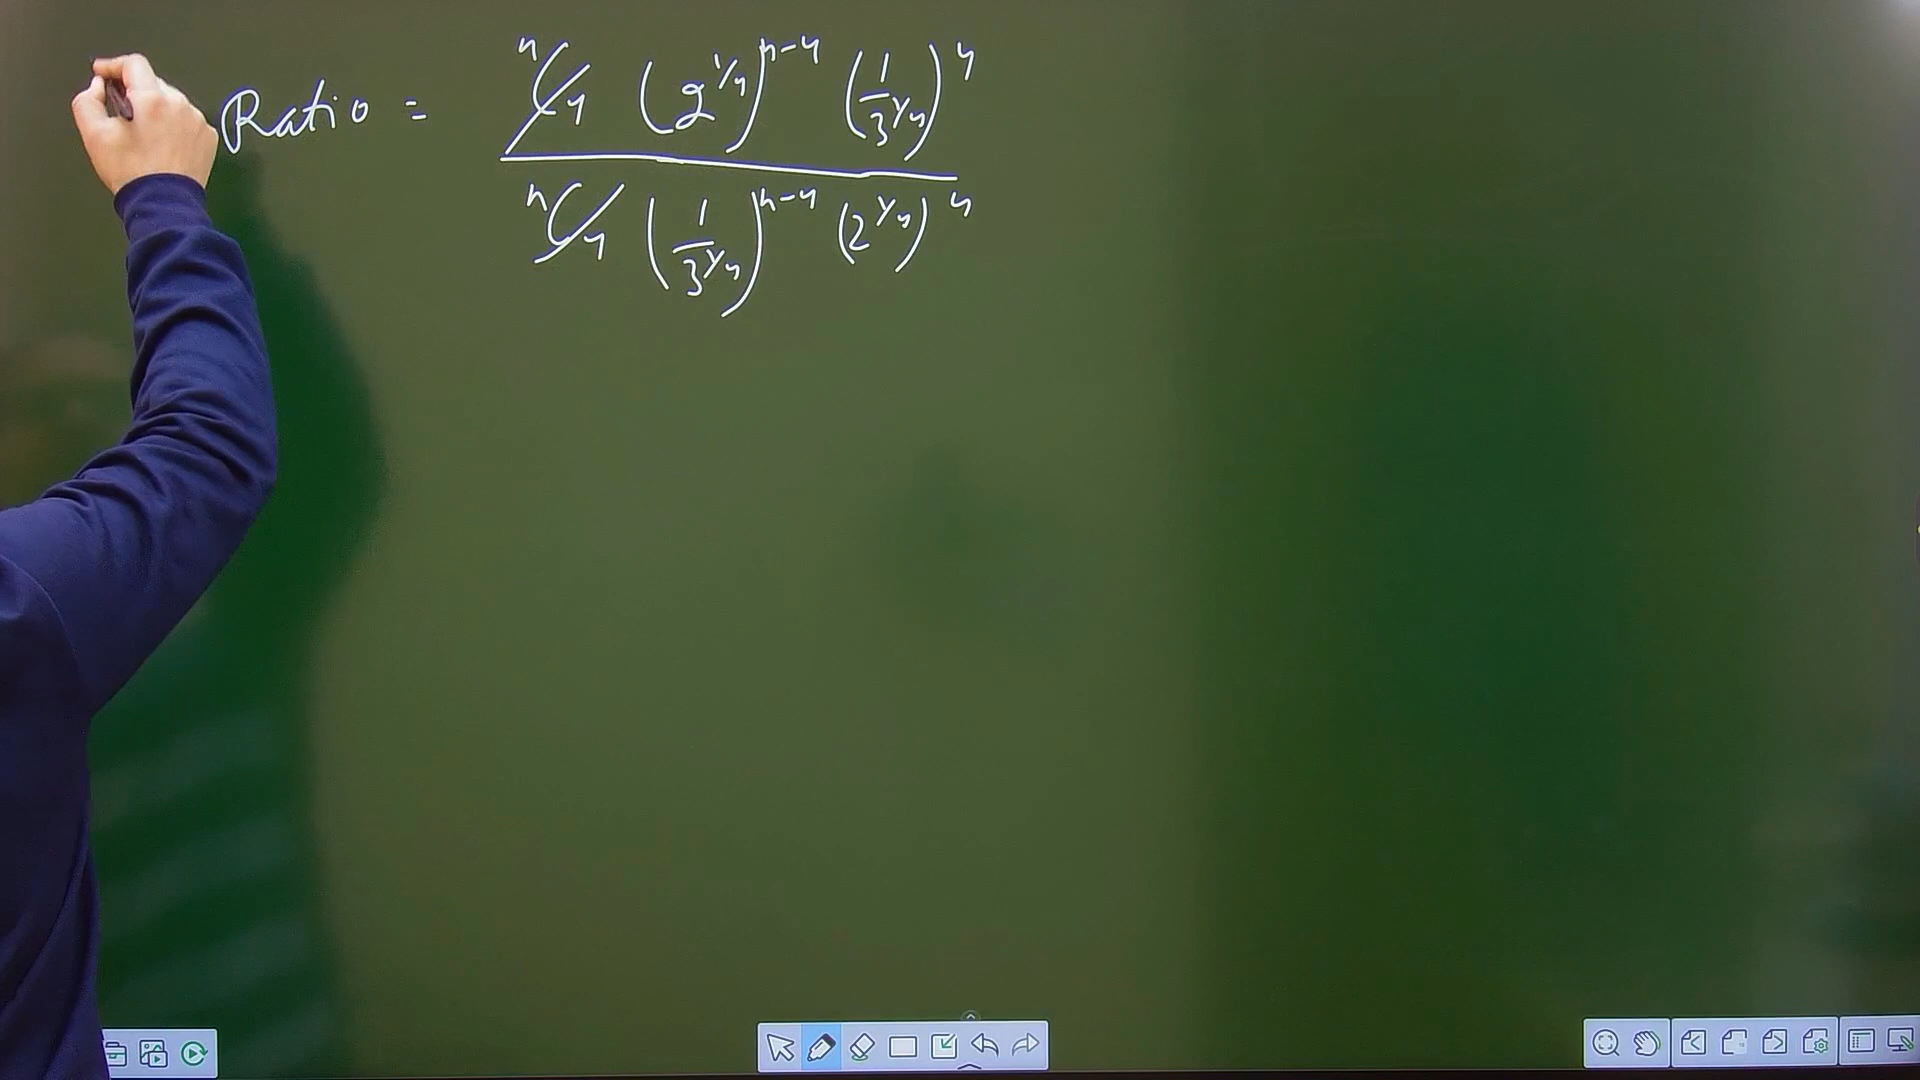 Ratio = ⁿC₄ (2^(1/4))^(n-4) (1/3^(1/4))^4
ⁿC₄ (1/3^(1/4))^(n-4) (2^(1/4))^4